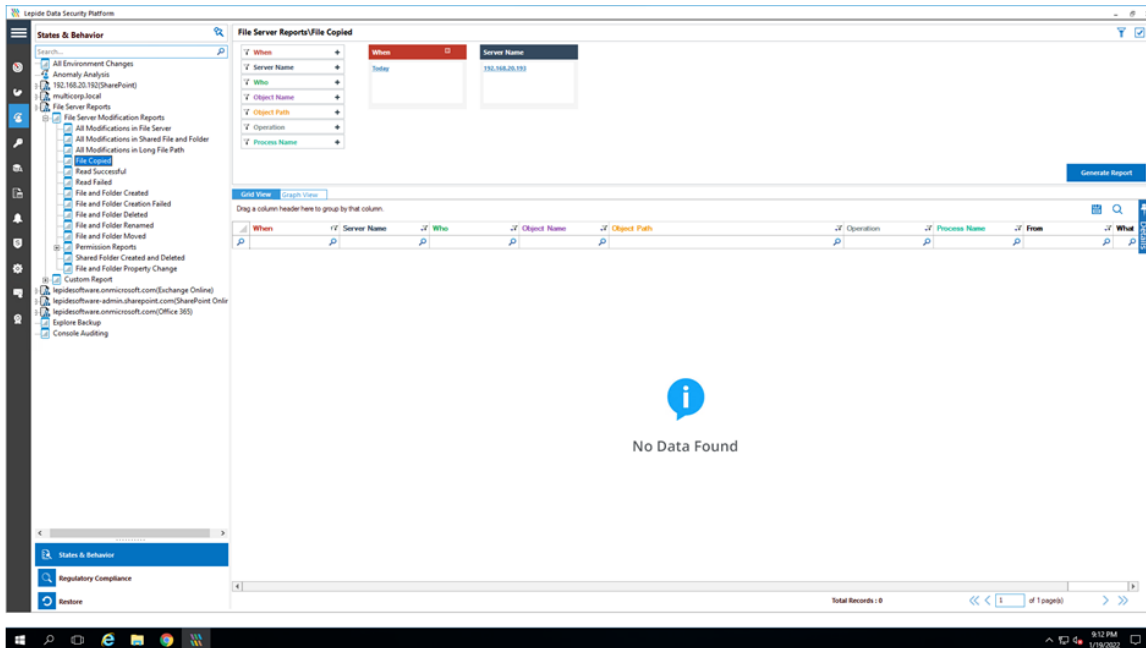 Lepide Data Security Platform
States & Behavior
Search...
All Environment Changes
Anomaly Analysis
192.168.20.192(SharePoint)
multicorp.local
File Server Reports
File Server Modification Reports
All Modifications in File Server
All Modifications in Shared File and Folder
All Modifications in Long File Path
File Copied
Read Successful
Read Failed
File and Folder Created
File and Folder Creation Failed
File and Folder Deleted
File and Folder Renamed
File and Folder Moved
Permission Reports
Shared Folder Created and Deleted
File and Folder Property Change
Custom Report
lepidesoftware.onmicrosoft.com(Exchange Online)
lepidesoftware-admin.sharepoint.com(SharePoint Onlir
lepidesoftware.onmicrosoft.com(Office 365)
Explore Backup
Console Auditing
States & Behavior
Regulatory Compliance
Restore
File Server Reports\File Copied
When +
Server Name +
Who +
Object Name +
Object Path +
Operation +
Process Name +
When
Today
Server Name
192.168.20.193
Generate Report
Grid View Graph View
Drag a column header here to group by that column.
When Server Name Who Object Name Object Path Operation Process Name From What
Details
No Data Found
Total Records : 0
1 of 1 page(s)
9:12 PM
1/19/2022